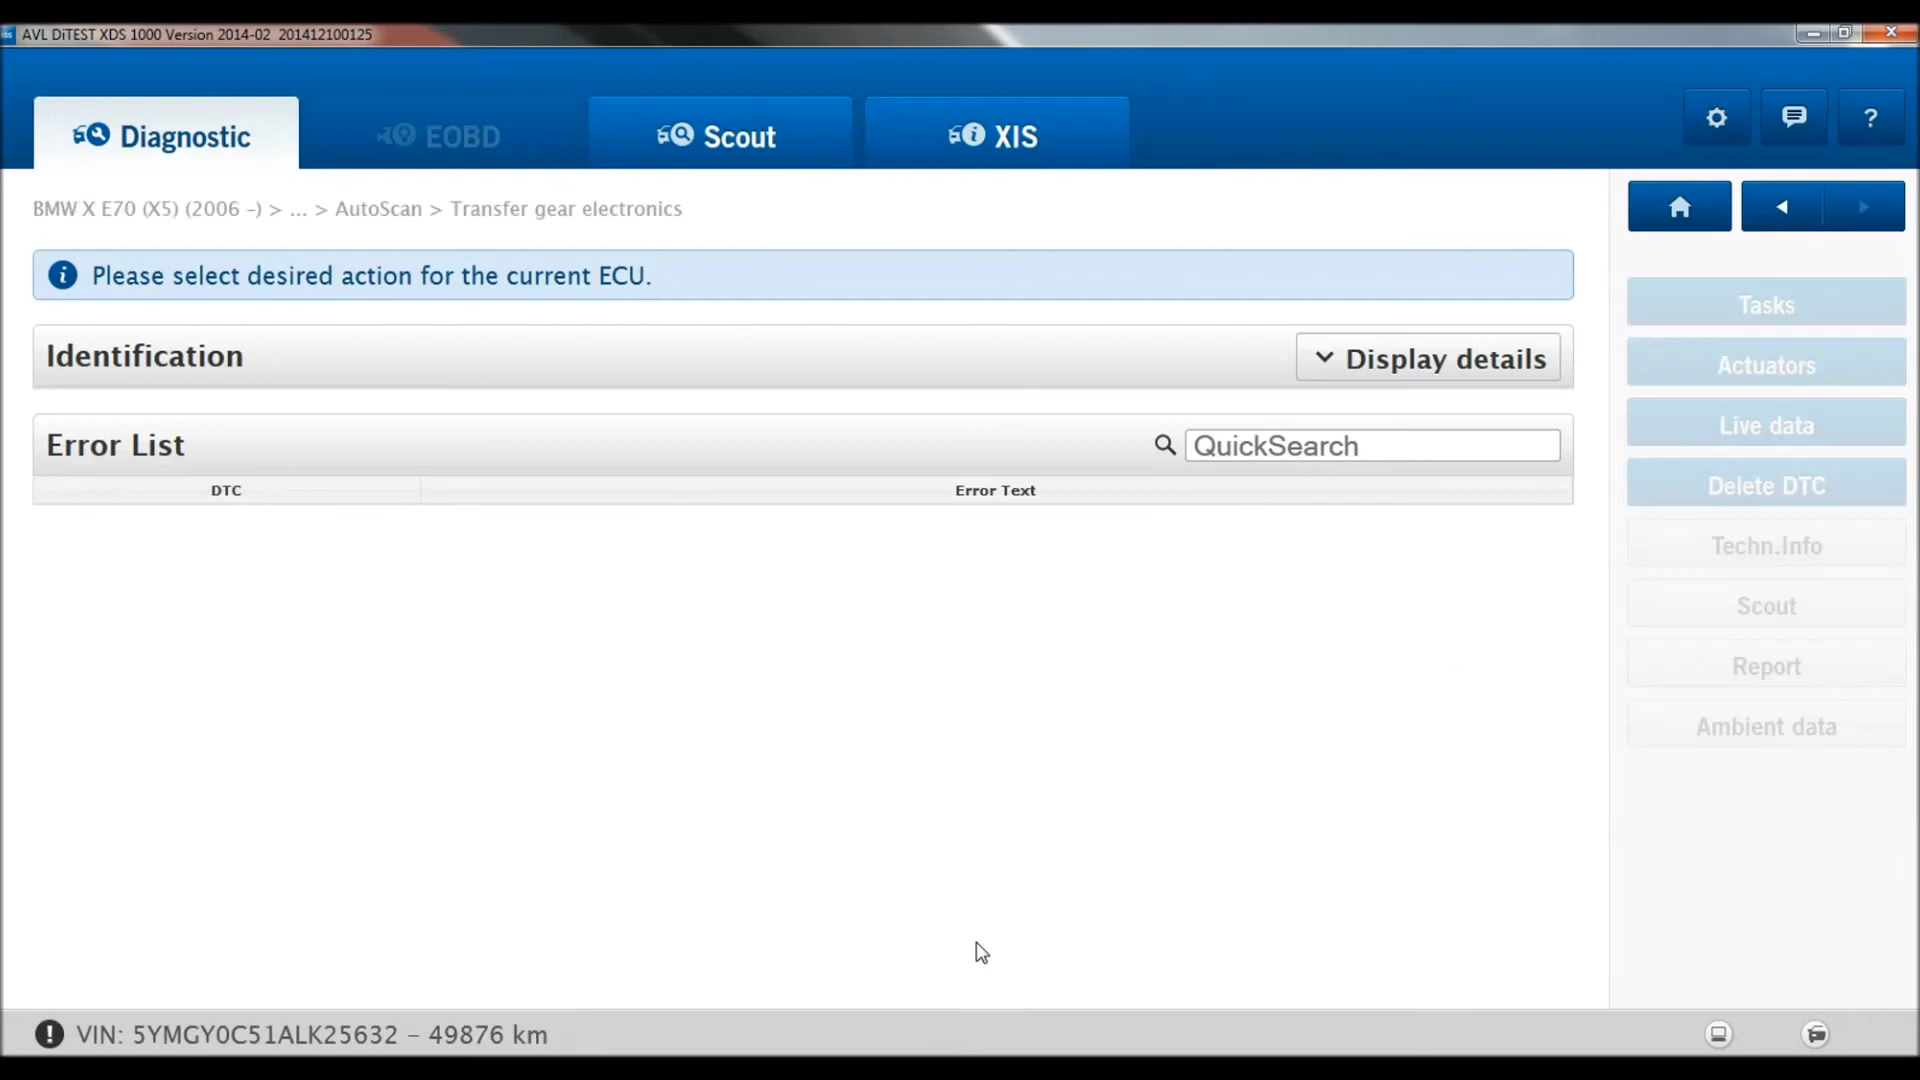 AVL DiTEST XDS 1000 Version 2014-02 201412100125
Diagnostic
EOBD
Scout
XIS
?
BMW X E70 (X5) (2006 -) > ... > AutoScan > Transfer gear electronics
Please select desired action for the current ECU.
Identification
Display details
Error List
QuickSearch
DTC
Error Text
Tasks
Actuators
Live data
Delete DTC
Techn.Info
Scout
Report
Ambient data
VIN: 5YMGY0C51ALK25632 - 49876 km